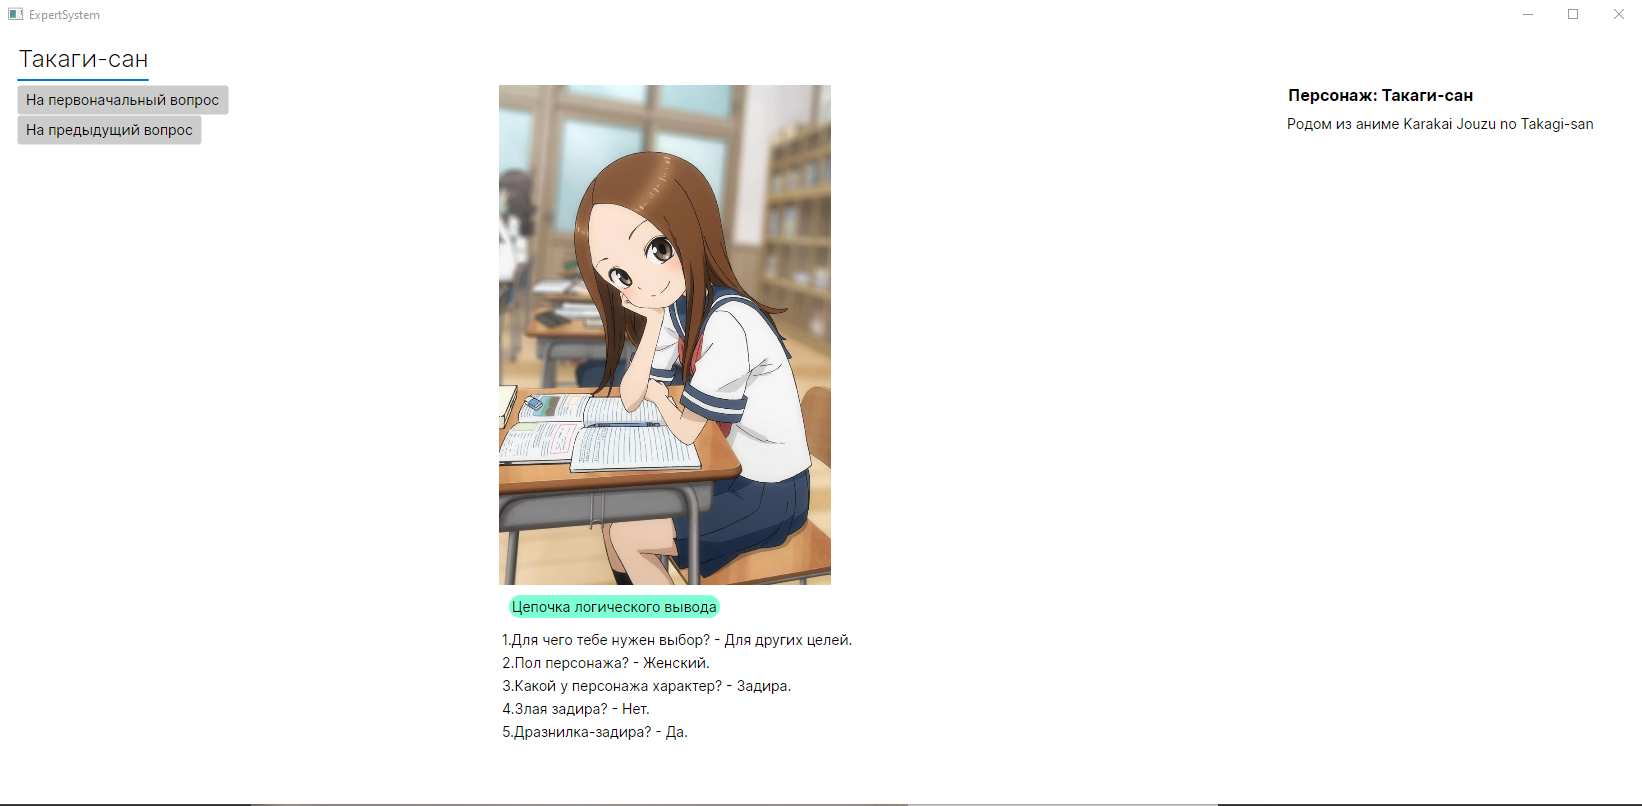 ExpertSystem
Такаги-сан
На первоначальный вопрос
На предыдущий вопрос
Персонаж: Такаги-сан
Родом из аниме Karakai Jouzu no Takagi-san
Цепочка логического вывода
1.Для чего тебе нужен выбор? - Для других целей.
2.Пол персонажа? - Женский.
3.Какой у персонажа характер? - Задира.
4.Злая задира? - Нет.
5.Дразнилка-задира? - Да.